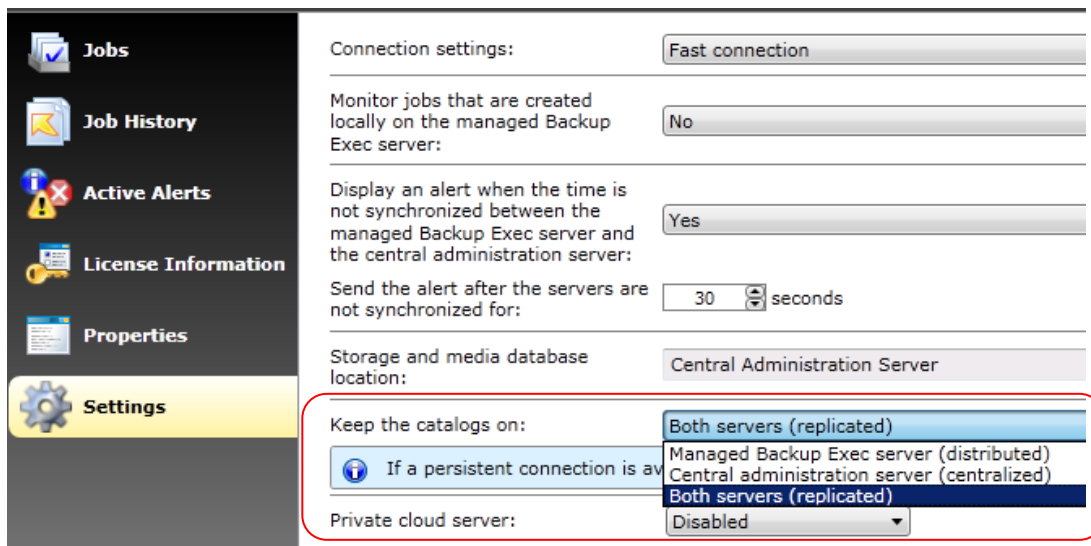 Jobs
Job History
Active Alerts
License Information
Properties
Settings
Connection settings:
Fast connection
Monitor jobs that are created
locally on the managed Backup
Exec server:
No
Display an alert when the time is
not synchronized between the
managed Backup Exec server and
the central administration server:
Yes
Send the alert after the servers are
not synchronized for:
30 seconds
Storage and media database
location:
Central Administration Server
Keep the catalogs on:
Both servers (replicated)
If a persistent connection is av
Managed Backup Exec server (distributed)
Central administration server (centralized)
Both servers (replicated)
Private cloud server:
Disabled